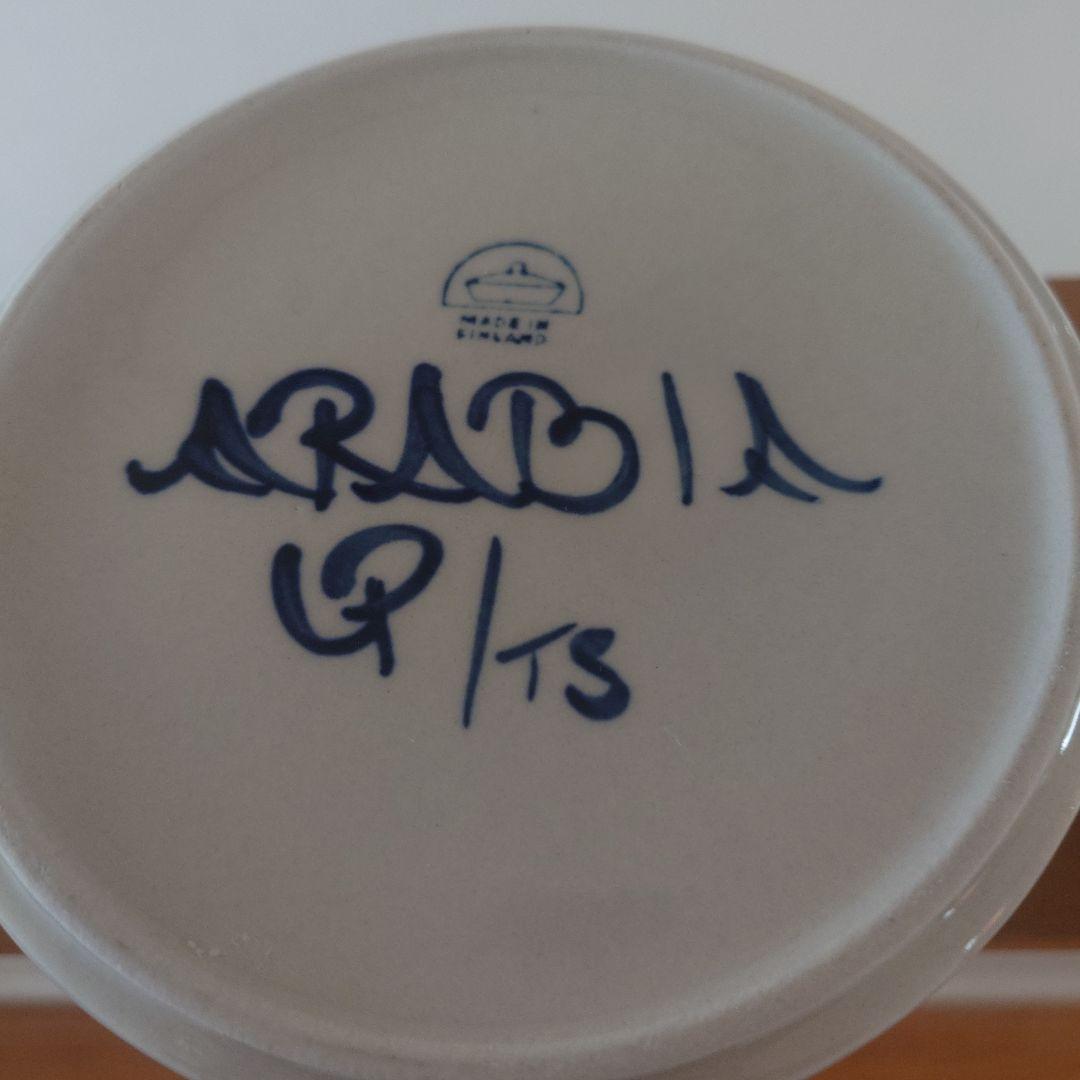 MADE IN
FINLAND
ARABIA
UP/TS